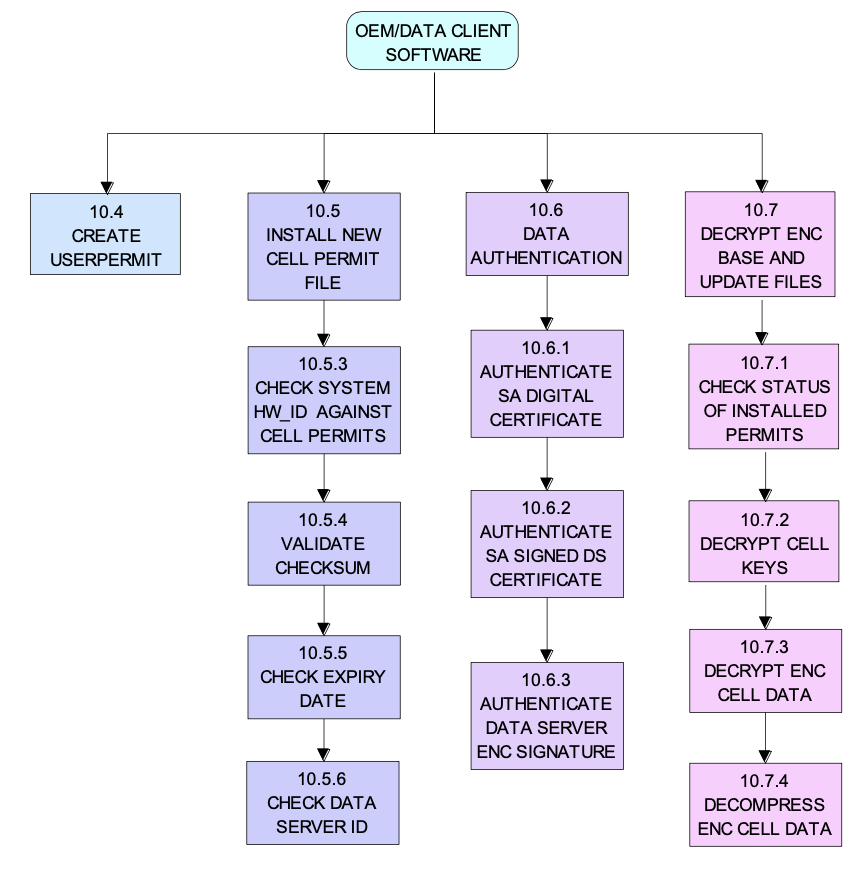 OEM/DATA CLIENT
SOFTWARE
10.4
CREATE
USERPERMIT
10.5
INSTALL NEW
CELL PERMIT
FILE
10.5.3
CHECK SYSTEM
HW_ID AGAINST
CELL PERMITS
10.5.4
VALIDATE
CHECKSUM
10.5.5
CHECK EXPIRY
DATE
10.5.6
CHECK DATA
SERVER ID
10.6
DATA
AUTHENTICATION
10.6.1
AUTHENTICATE
SA DIGITAL
CERTIFICATE
10.6.2
AUTHENTICATE
SA SIGNED DS
CERTIFICATE
10.6.3
AUTHENTICATE
DATA SERVER
ENC SIGNATURE
10.7
DECRYPT ENC
BASE AND
UPDATE FILES
10.7.1
CHECK STATUS
OF INSTALLED
PERMITS
10.7.2
DECRYPT CELL
KEYS
10.7.3
DECRYPT ENC
CELL DATA
10.7.4
DECOMPRESS
ENC CELL DATA